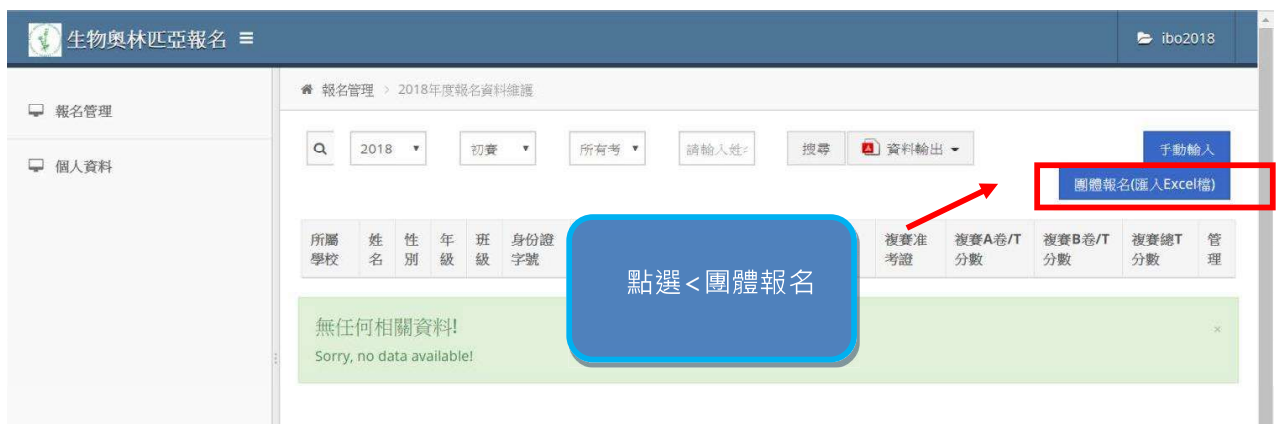 生物奧林匹亞報名
ibo2018
報名管理 > 2018年度報名資料維護
報名管理
個人資料
2018
初賽
所有考
請輸入姓
搜尋
資料輸出
手動輸入
團體報名(匯入Excel檔)
所屬學校 姓名 性別 年級 班級 身份證字號 複賽准考證 複賽A卷/T分數 複賽B卷/T分數 複賽總T分數 管理
點選<團體報名
無任何相關資料!
×
Sorry, no data available!